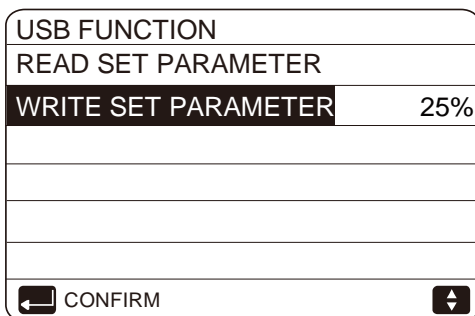 USB FUNCTION
READ SET PARAMETER
WRITE SET PARAMETER 25%
CONFIRM